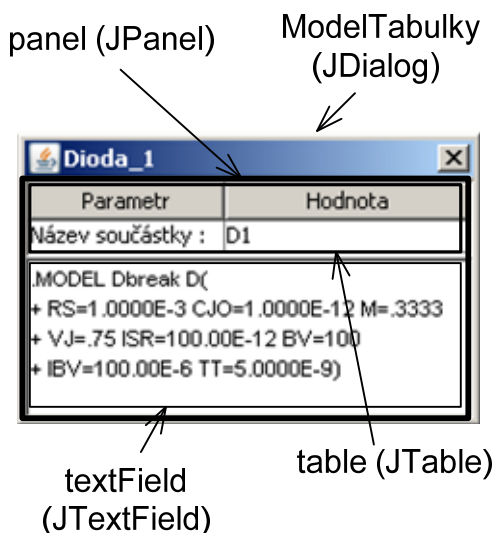 panel (JPanel)
ModelTabulky
(JDialog)
Dioda_1
Parametr Hodnota
Název součástky : D1
.MODEL Dbreak D(
+ RS=1.0000E-3 CJO=1.0000E-12 M=.3333
+ VJ=.75 ISR=100.00E-12 BV=100
+ IBV=100.00E-6 TT=5.0000E-9)
table (JTable)
textField
(JTextField)